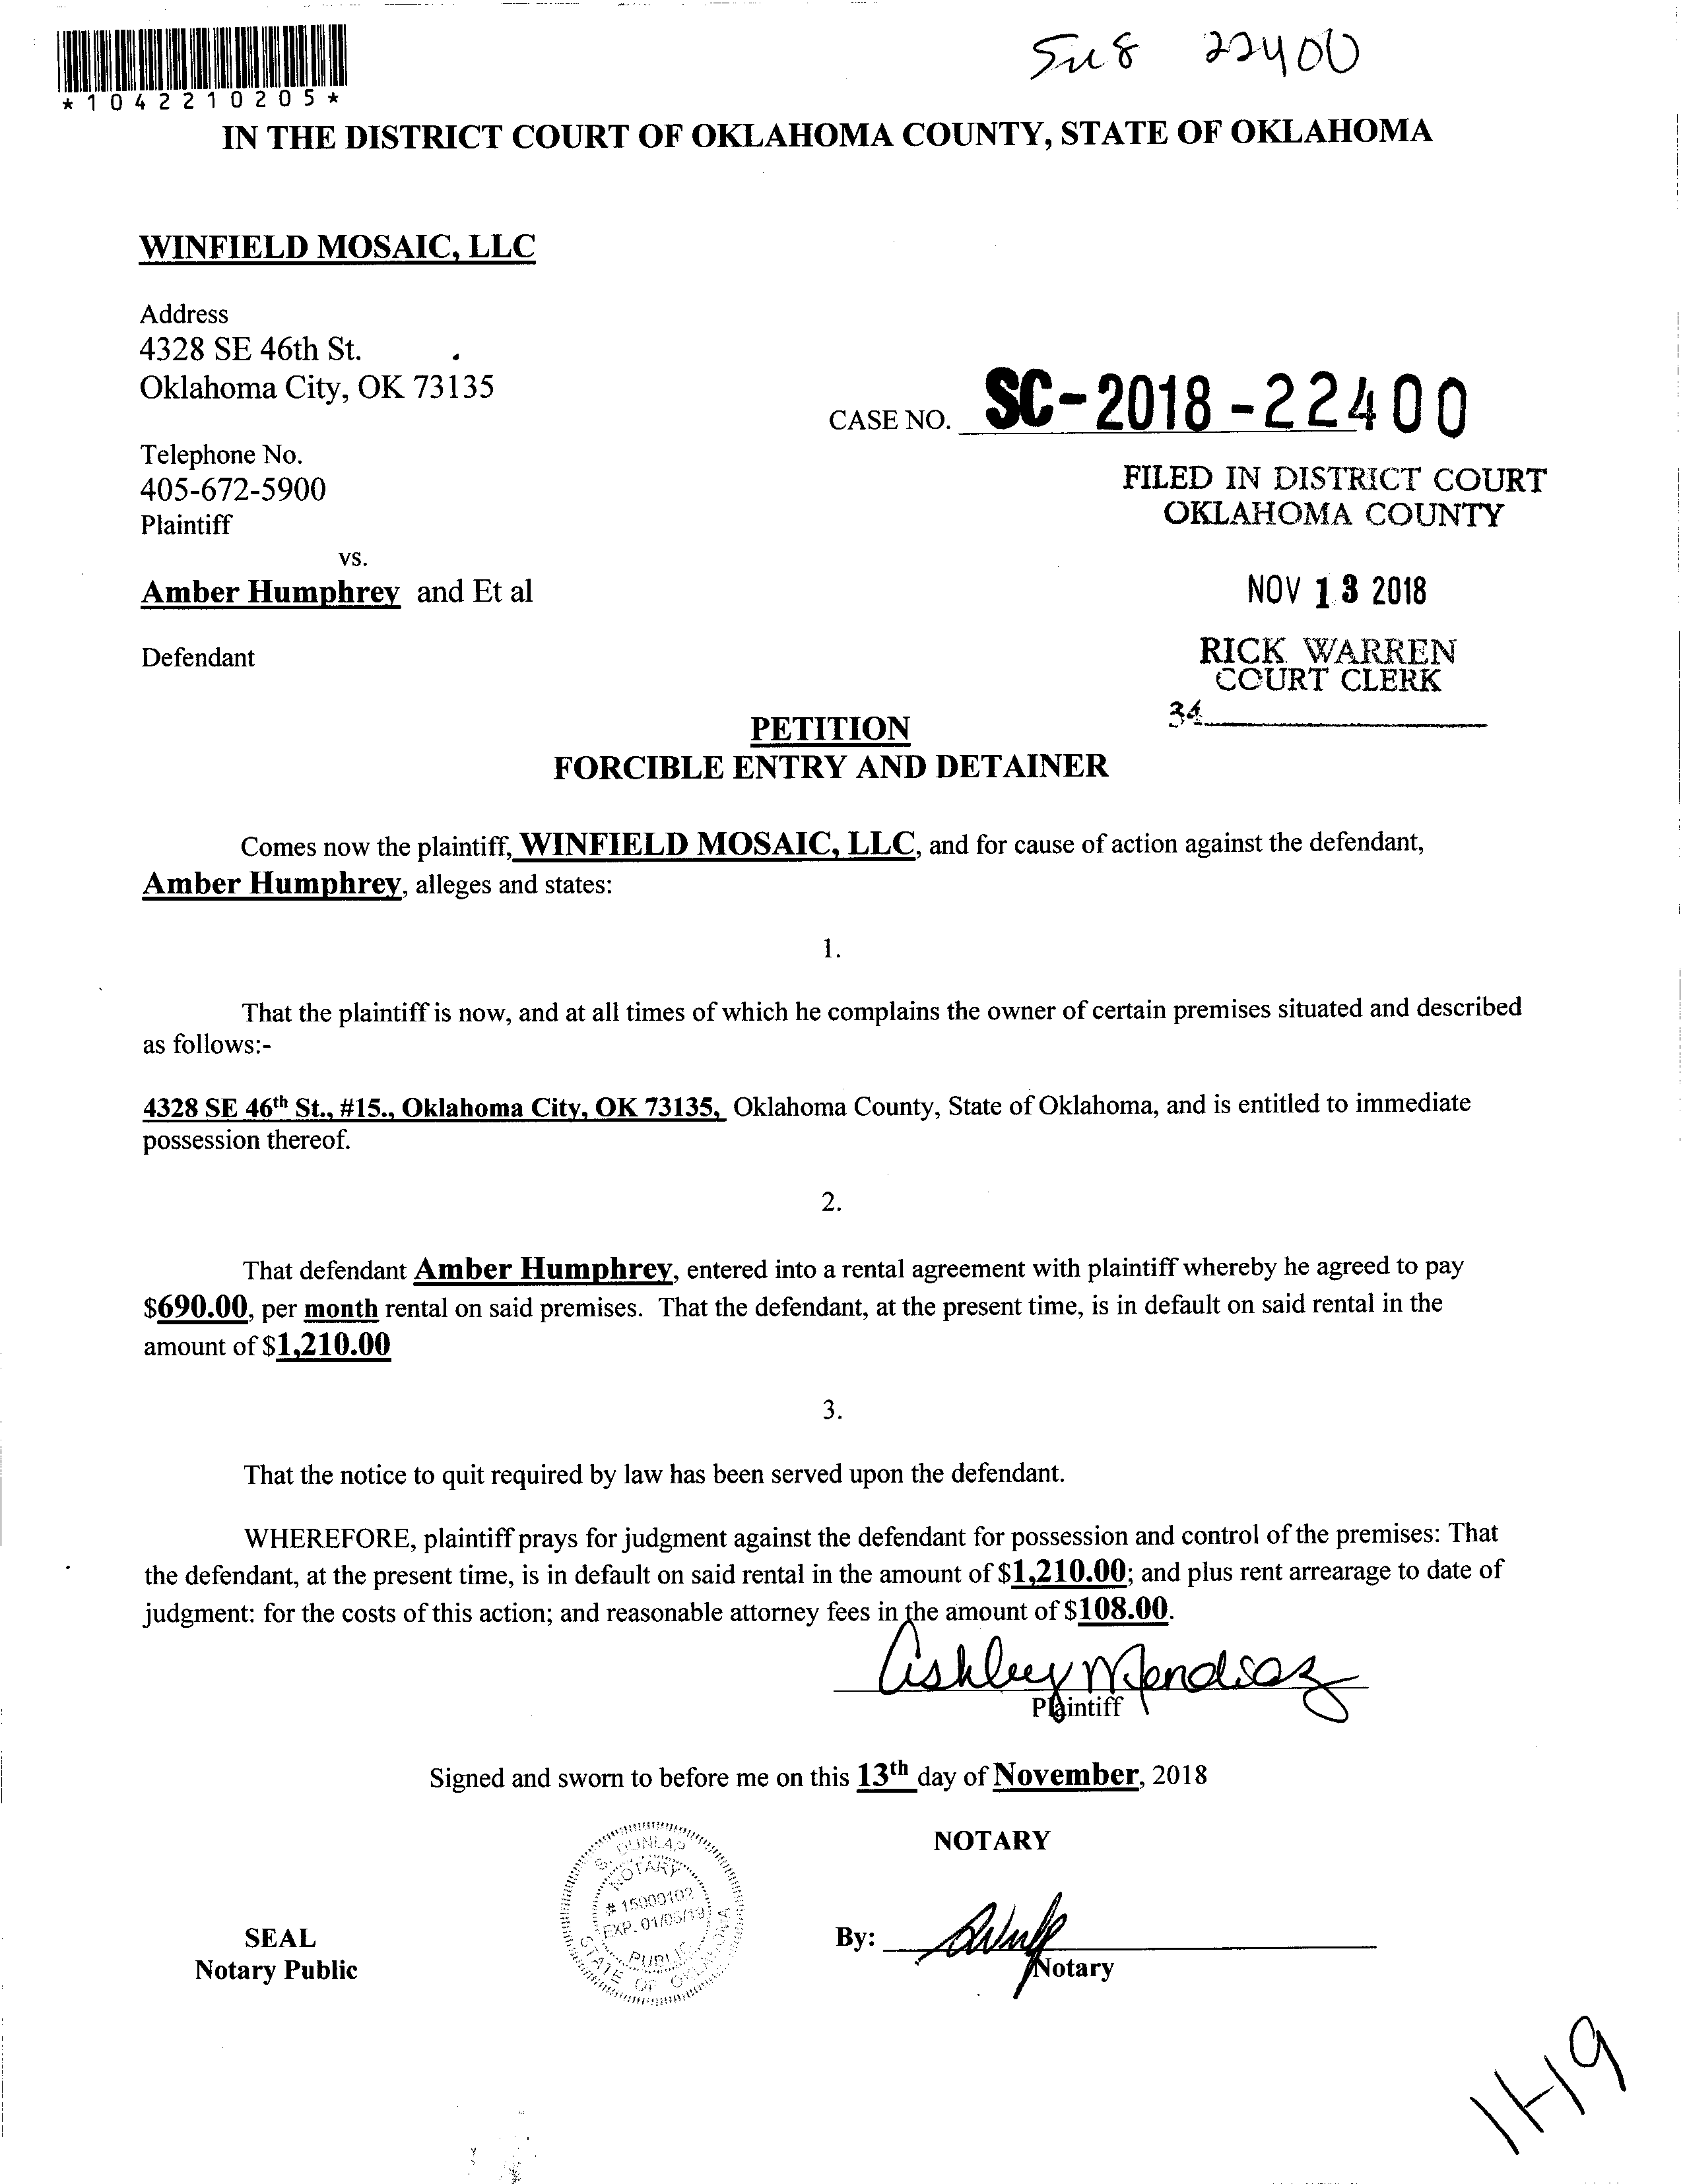 *1042210205*
22400
IN THE DISTRICT COURT OF OKLAHOMA COUNTY, STATE OF OKLAHOMA
WINFIELD MOSAIC, LLC
Address
4328 SE 46th St.
Oklahoma City, OK 73135
CASE NO. SC-2018-22400
Telephone No.
405-672-5900
Plaintiff
FILED IN DISTRICT COURT
OKLAHOMA COUNTY
vs.
Amber Humphrey and Et al
NOV 13 2018
Defendant
RICK WARREN
COURT CLERK
34
PETITION
FORCIBLE ENTRY AND DETAINER
Comes now the plaintiff, WINFIELD MOSAIC, LLC, and for cause of action against the defendant,
Amber Humphrey, alleges and states:
1.
That the plaintiff is now, and at all times of which he complains the owner of certain premises situated and described
as follows:-
4328 SE 46th St., #15., Oklahoma City, OK 73135, Oklahoma County, State of Oklahoma, and is entitled to immediate
possession thereof.
2.
That defendant Amber Humphrey, entered into a rental agreement with plaintiff whereby he agreed to pay
$690.00, per month rental on said premises. That the defendant, at the present time, is in default on said rental in the
amount of $1,210.00
3.
That the notice to quit required by law has been served upon the defendant.
WHEREFORE, plaintiff prays for judgment against the defendant for possession and control of the premises: That
the defendant, at the present time, is in default on said rental in the amount of $1,210.00; and plus rent arrearage to date of
judgment: for the costs of this action; and reasonable attorney fees in the amount of $108.00.
Ashley Mendiaz
Plaintiff
Signed and sworn to before me on this 13th day of November, 2018
NOTARY
S. DUNLAP
NOTARY
# 15000102
EXP. 01/05/19
PUBLIC
STATE OF OKLAHOMA
SEAL
Notary Public
By:
Notary
11-19